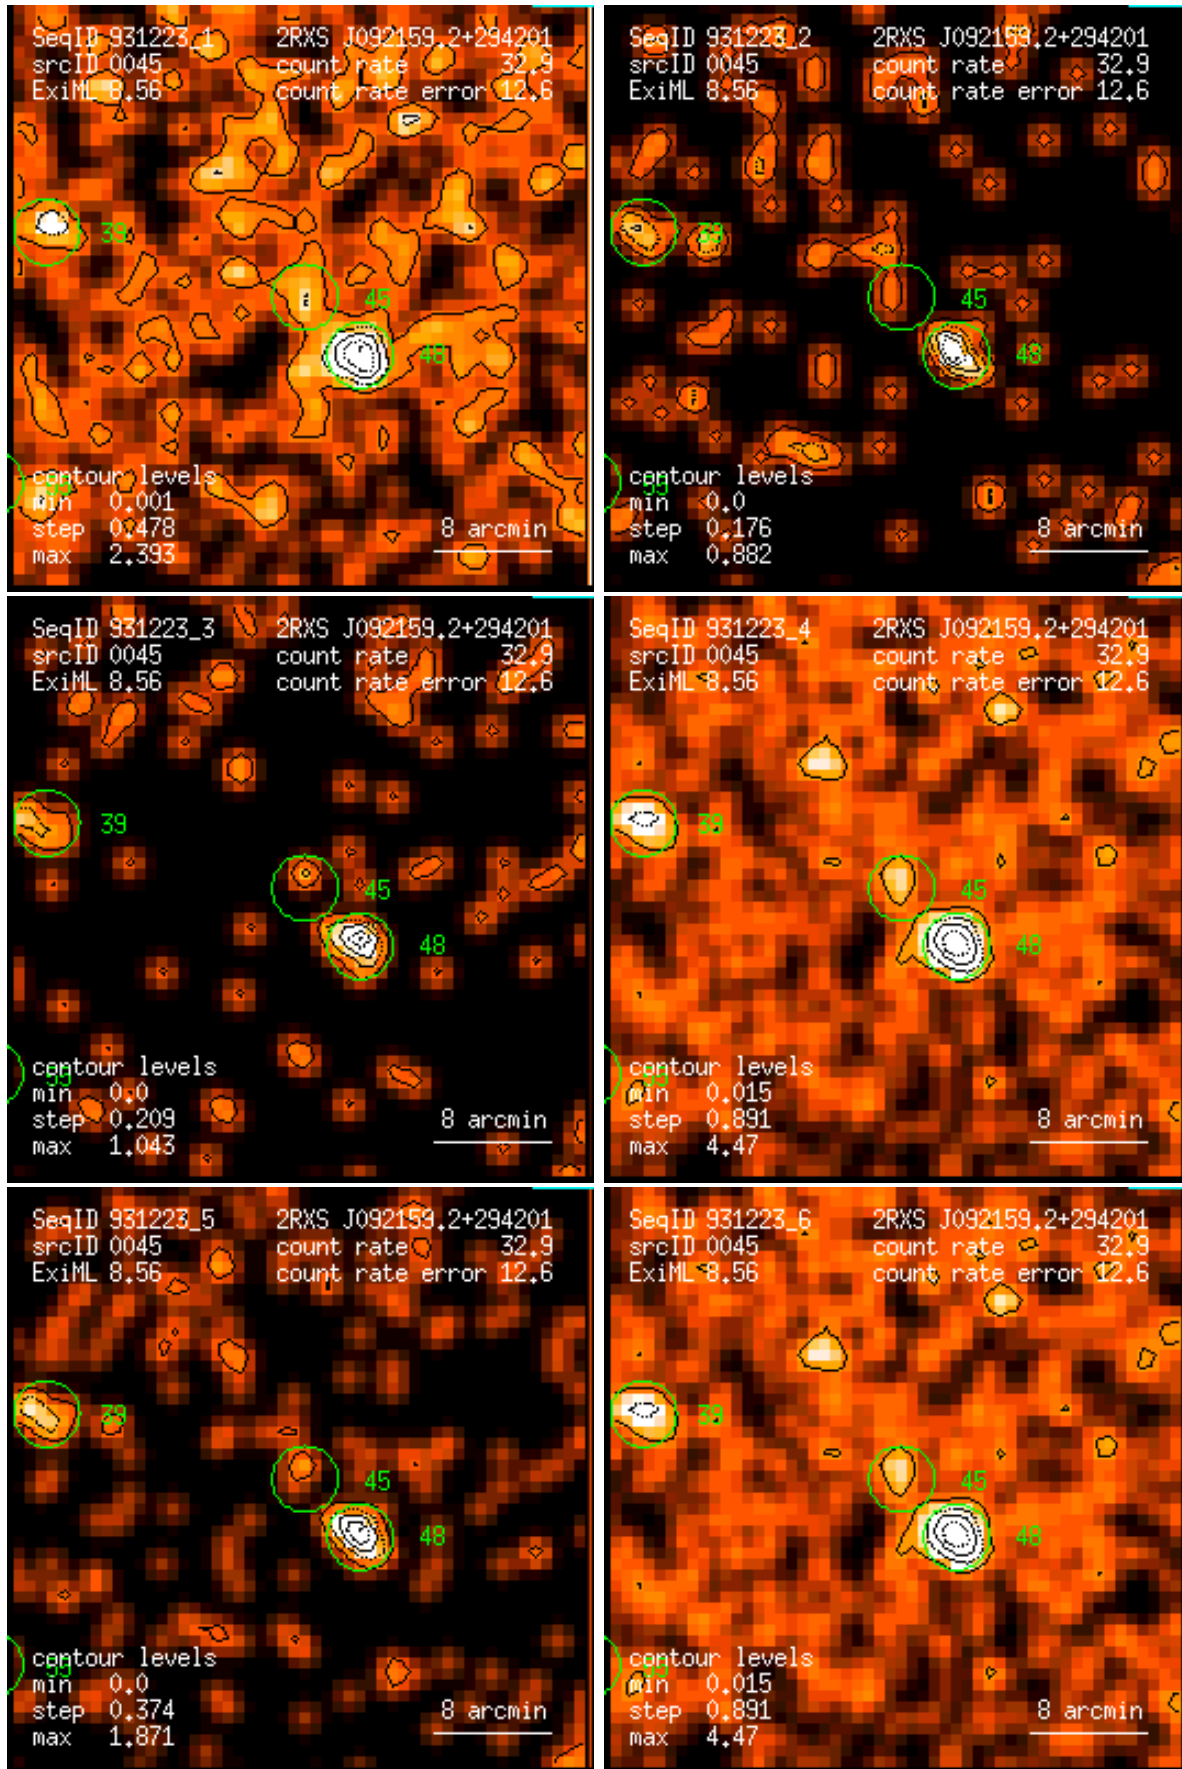 SeqID 931223_1 2RXS J092159.2+294201
srcID 0045 count rate 32.9
ExiML 8.56 count rate error 12.6
39
45
48
contour levels
59
min 0.001
step 0.478 8 arcmin
max 2.393
SeqID 931223_2 2RXS J092159.2+294201
srcID 0045 count rate 32.9
ExiML 8.56 count rate error 12.6
39
45
48
contour levels
59
min 0.0
step 0.176 8 arcmin
max 0.882
SeqID 931223_3 2RXS J092159.2+294201
srcID 0045 count rate 32.9
ExiML 8.56 count rate error 12.6
39
45
48
contour levels
59
min 0.0
step 0.209 8 arcmin
max 1.043
SeqID 931223_4 2RXS J092159.2+294201
srcID 0045 count rate 32.9
ExiML 8.56 count rate error 12.6
39
45
48
contour levels
59
min 0.015
step 0.891 8 arcmin
max 4.47
SeqID 931223_5 2RXS J092159.2+294201
srcID 0045 count rate 32.9
ExiML 8.56 count rate error 12.6
39
45
48
contour levels
59
min 0.0
step 0.374 8 arcmin
max 1.871
SeqID 931223_6 2RXS J092159.2+294201
srcID 0045 count rate 32.9
ExiML 8.56 count rate error 12.6
39
45
48
contour levels
59
min 0.015
step 0.891 8 arcmin
max 4.47